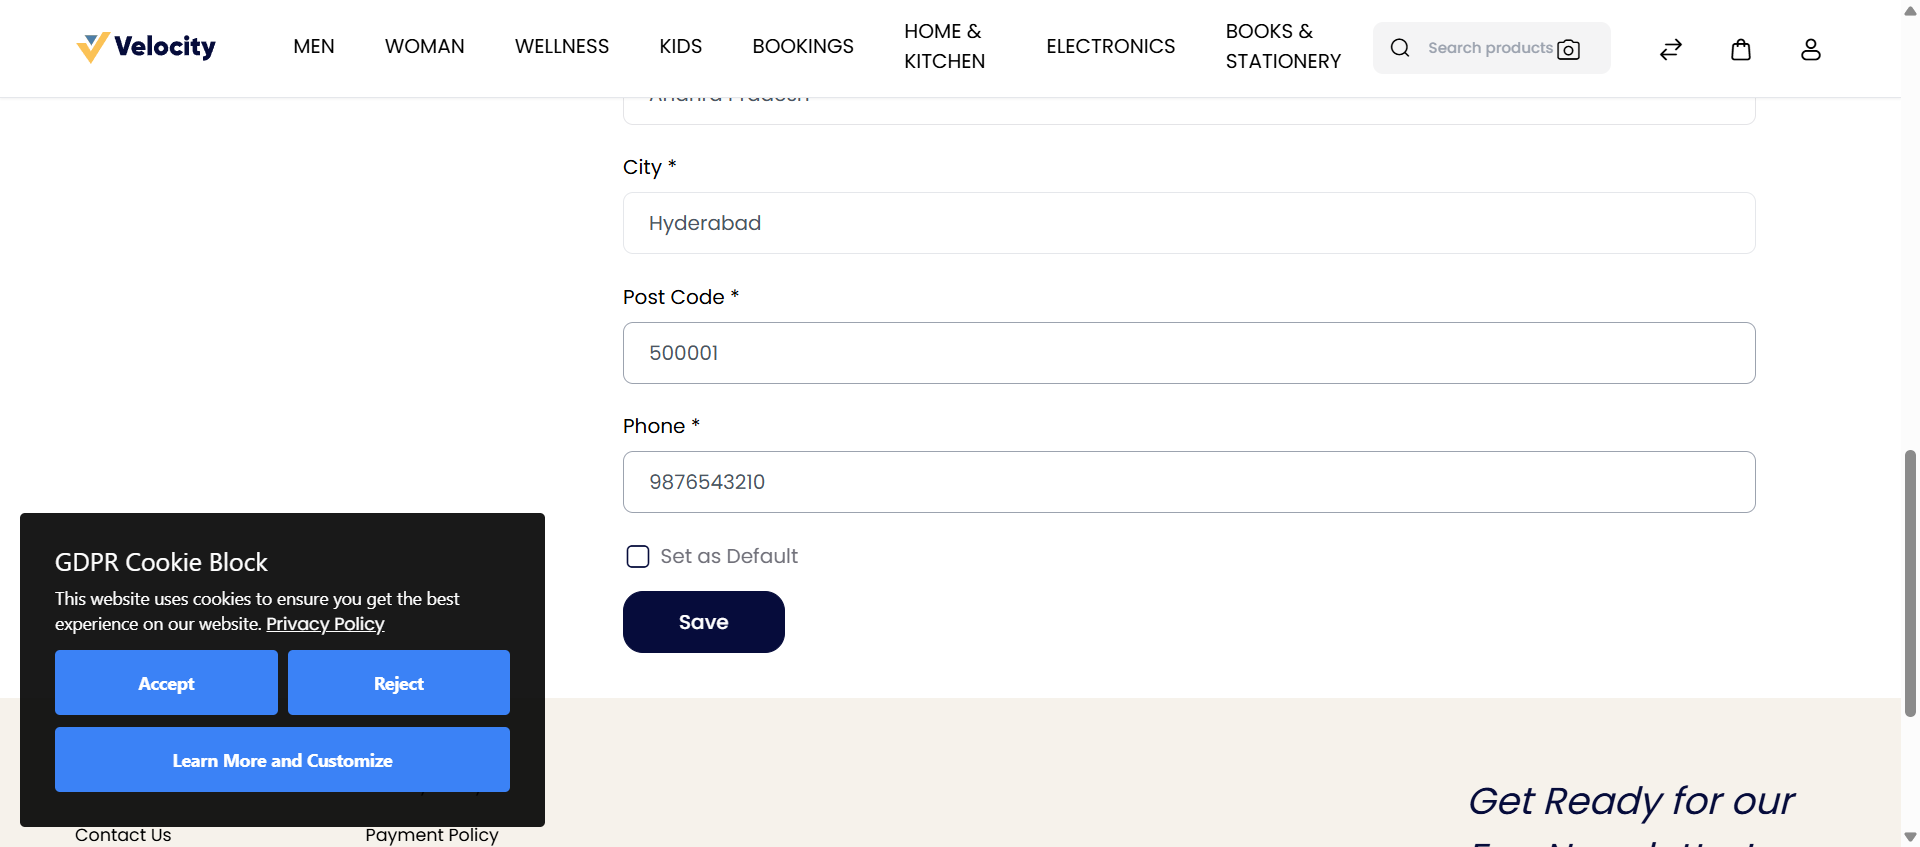 Velocity
MEN
WOMAN
WELLNESS
KIDS
BOOKINGS
HOME &
KITCHEN
ELECTRONICS
BOOKS &
STATIONERY
Search products
Andhra Pradesh
City *
Hyderabad
Post Code *
500001
Phone *
9876543210
Set as Default
Save
GDPR Cookie Block
This website uses cookies to ensure you get the best
experience on our website. Privacy Policy
Accept
Reject
Learn More and Customize
Contact Us
Payment Policy
Get Ready for our